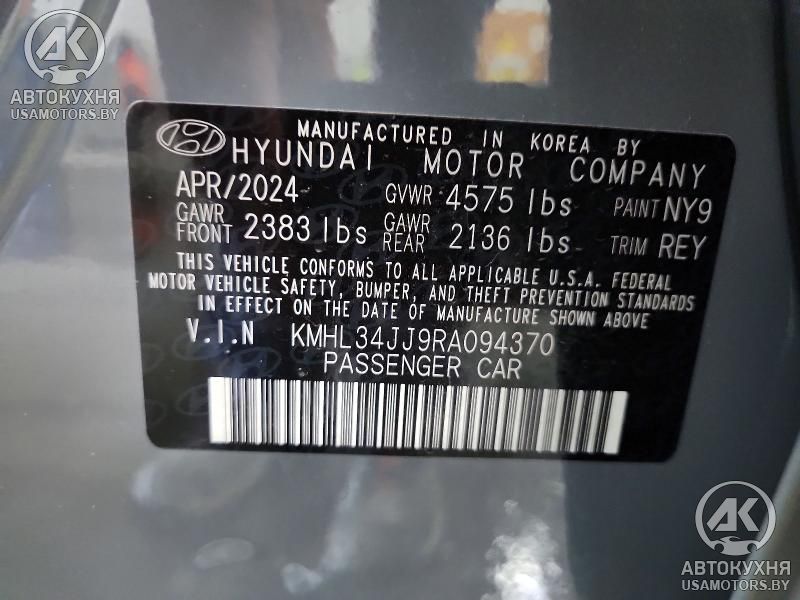 AK
АВТОКУХНЯ
USAMOTORS.BY
MANUFACTURED IN KOREA BY
HYUNDAI MOTOR COMPANY
APR/2024 GVWR 4575 lbs PAINT NY9
GAWR FRONT 2383 lbs GAWR REAR 2136 lbs TRIM REY
THIS VEHICLE CONFORMS TO ALL APPLICABLE U.S.A. FEDERAL
MOTOR VEHICLE SAFETY, BUMPER, AND THEFT PREVENTION STANDARDS
IN EFFECT ON THE DATE OF MANUFACTURE SHOWN ABOVE
V.I.N KMHL34JJ9RA094370
PASSENGER CAR
AK
АВТОКУХНЯ
USAMOTORS.BY